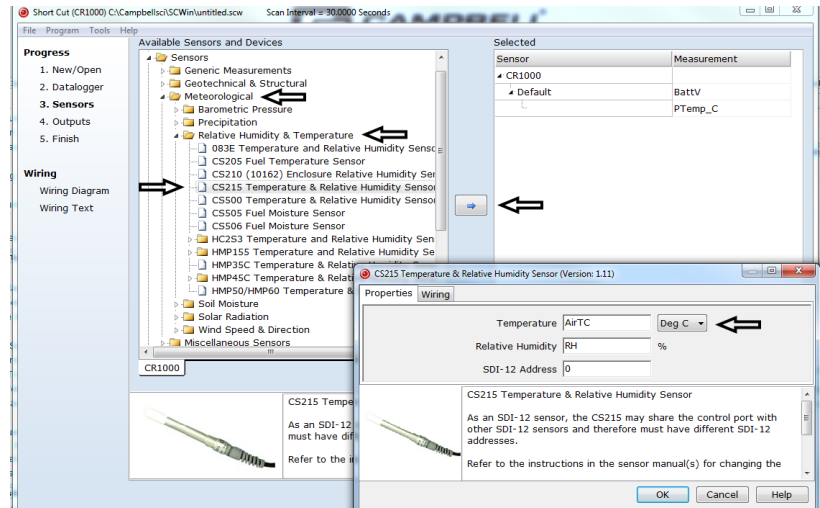 Short Cut (CR1000) C:\Campbellsci\SCWin\untitled.scw Scan Interval = 30.0000 Seconds
File Program Tools Help
Progress
1. New/Open
2. Datalogger
3. Sensors
4. Outputs
5. Finish
Wiring
Wiring Diagram
Wiring Text
Available Sensors and Devices
Sensors
Generic Measurements
Geotechnical & Structural
Meteorological
Barometric Pressure
Precipitation
Relative Humidity & Temperature
083E Temperature and Relative Humidity Senso
CS205 Fuel Temperature Sensor
CS210 (10162) Enclosure Relative Humidity Ser
CS215 Temperature & Relative Humidity Sensor
CS500 Temperature & Relative Humidity Sensor
CS505 Fuel Moisture Sensor
CS506 Fuel Moisture Sensor
HC2S3 Temperature and Relative Humidity Sen
HMP155 Temperature and Relative Humidity Se
HMP35C Temperature & Relati
HMP45C Temperature & Relati
HMP50/HMP60 Temperature &
Soil Moisture
Solar Radiation
Wind Speed & Direction
Miscellaneous Sensors
CR1000
Selected
Sensor Measurement
CR1000
Default BattV
PTemp_C
CS215 Tempe
As an SDI-12
must have dif
Refer to the i
CS215 Temperature & Relative Humidity Sensor (Version: 1.11)
Properties Wiring
Temperature AirTC Deg C
Relative Humidity RH %
SDI-12 Address 0
CS215 Temperature & Relative Humidity Sensor
As an SDI-12 sensor, the CS215 may share the control port with
other SDI-12 sensors and therefore must have different SDI-12
addresses.
Refer to the instructions in the sensor manual(s) for changing the
OK Cancel Help